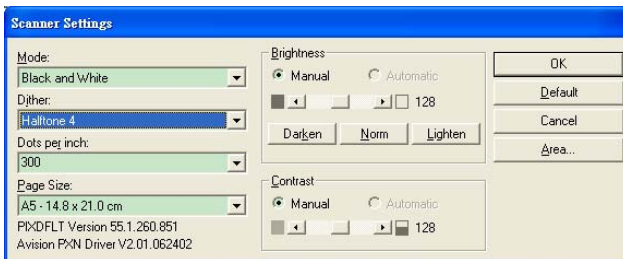 Scanner Settings
Mode:
Black and White
Dither:
Halftone 4
Dots per inch:
300
Page Size:
A5 - 14.8 x 21.0 cm
PIXDFLT Version 55.1.260.851
Avision PXN Driver V2.01.062402
Brightness
Manual Automatic
128
Darken Norm Lighten
Contrast
Manual Automatic
128
OK
Default
Cancel
Area...